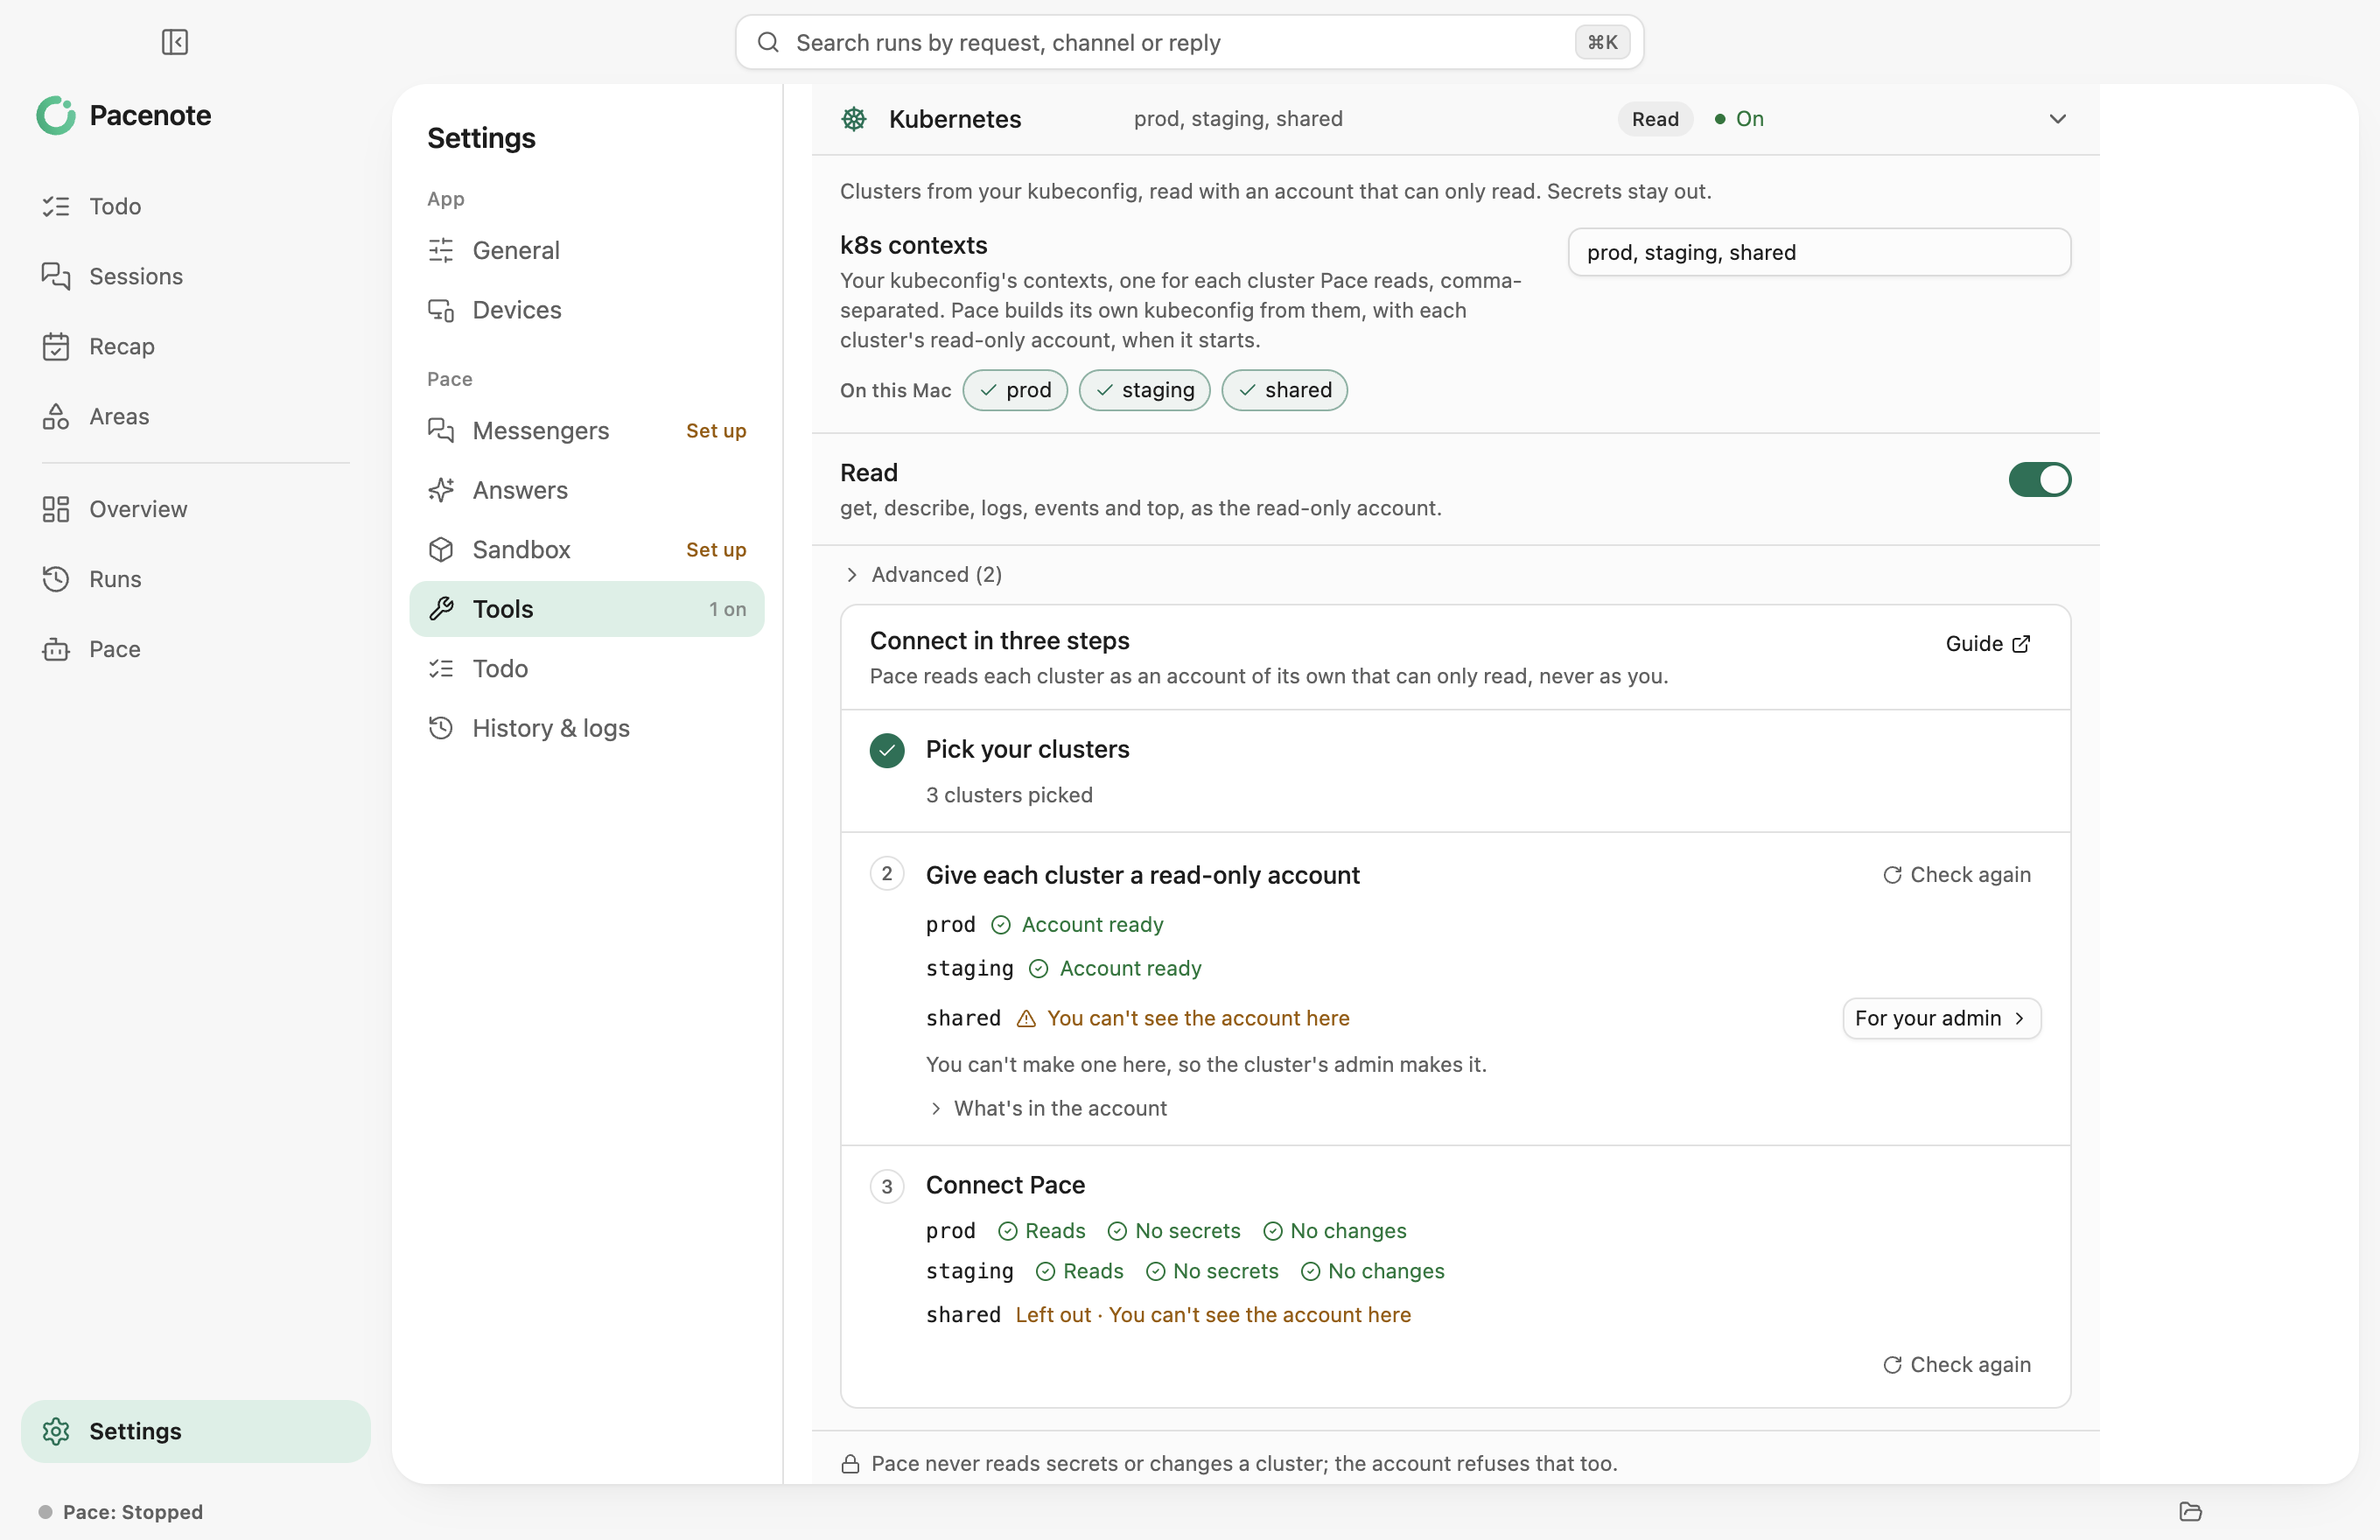 Search runs by request, channel or reply
⌘K
Pacenote
Todo
Sessions
Recap
Areas
Overview
Runs
Pace
Settings
Pace: Stopped
Settings
App
General
Devices
Pace
Messengers Set up
Answers
Sandbox Set up
Tools 1 on
Todo
History & logs
Kubernetes prod, staging, shared Read On
Clusters from your kubeconfig, read with an account that can only read. Secrets stay out.
k8s contexts
prod, staging, shared
Your kubeconfig's contexts, one for each cluster Pace reads, comma-
separated. Pace builds its own kubeconfig from them, with each
cluster's read-only account, when it starts.
On this Mac prod staging shared
Read
get, describe, logs, events and top, as the read-only account.
Advanced (2)
Connect in three steps
Guide
Pace reads each cluster as an account of its own that can only read, never as you.
Pick your clusters
3 clusters picked
2 Give each cluster a read-only account Check again
prod Account ready
staging Account ready
shared You can't see the account here For your admin
You can't make one here, so the cluster's admin makes it.
What's in the account
3 Connect Pace
prod Reads No secrets No changes
staging Reads No secrets No changes
shared Left out · You can't see the account here
Check again
Pace never reads secrets or changes a cluster; the account refuses that too.